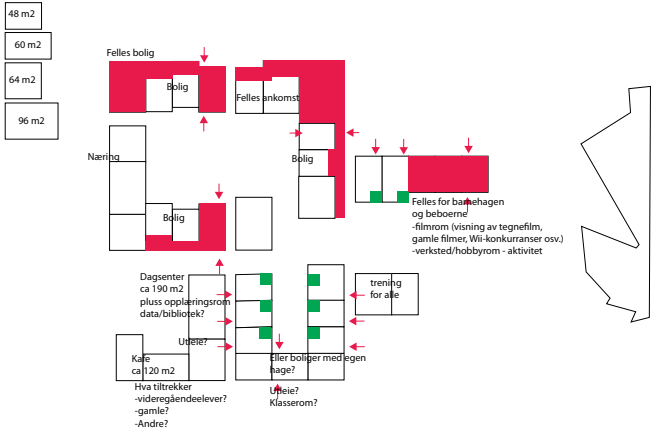 48 m2
60 m2
64 m2
96 m2
Felles bolig
Bolig
Felles ankomst
Næring
Bolig
Bolig
Felles for barnehagen
og beboerne
-filmrom (visning av tegnefilm,
gamle filmer, Wii-konkurranser osv.)
-verksted/hobbyrom - aktivitet
Dagsenter
ca 190 m2
pluss opplæringsrom
data/bibliotek?
trening
for alle
Utleie?
Kafe
ca 120 m2
Eller boliger med egen
hage?
Hva tiltrekker
-videregåendeelever?
-gamle?
-Andre?
Utleie?
Klasserom?